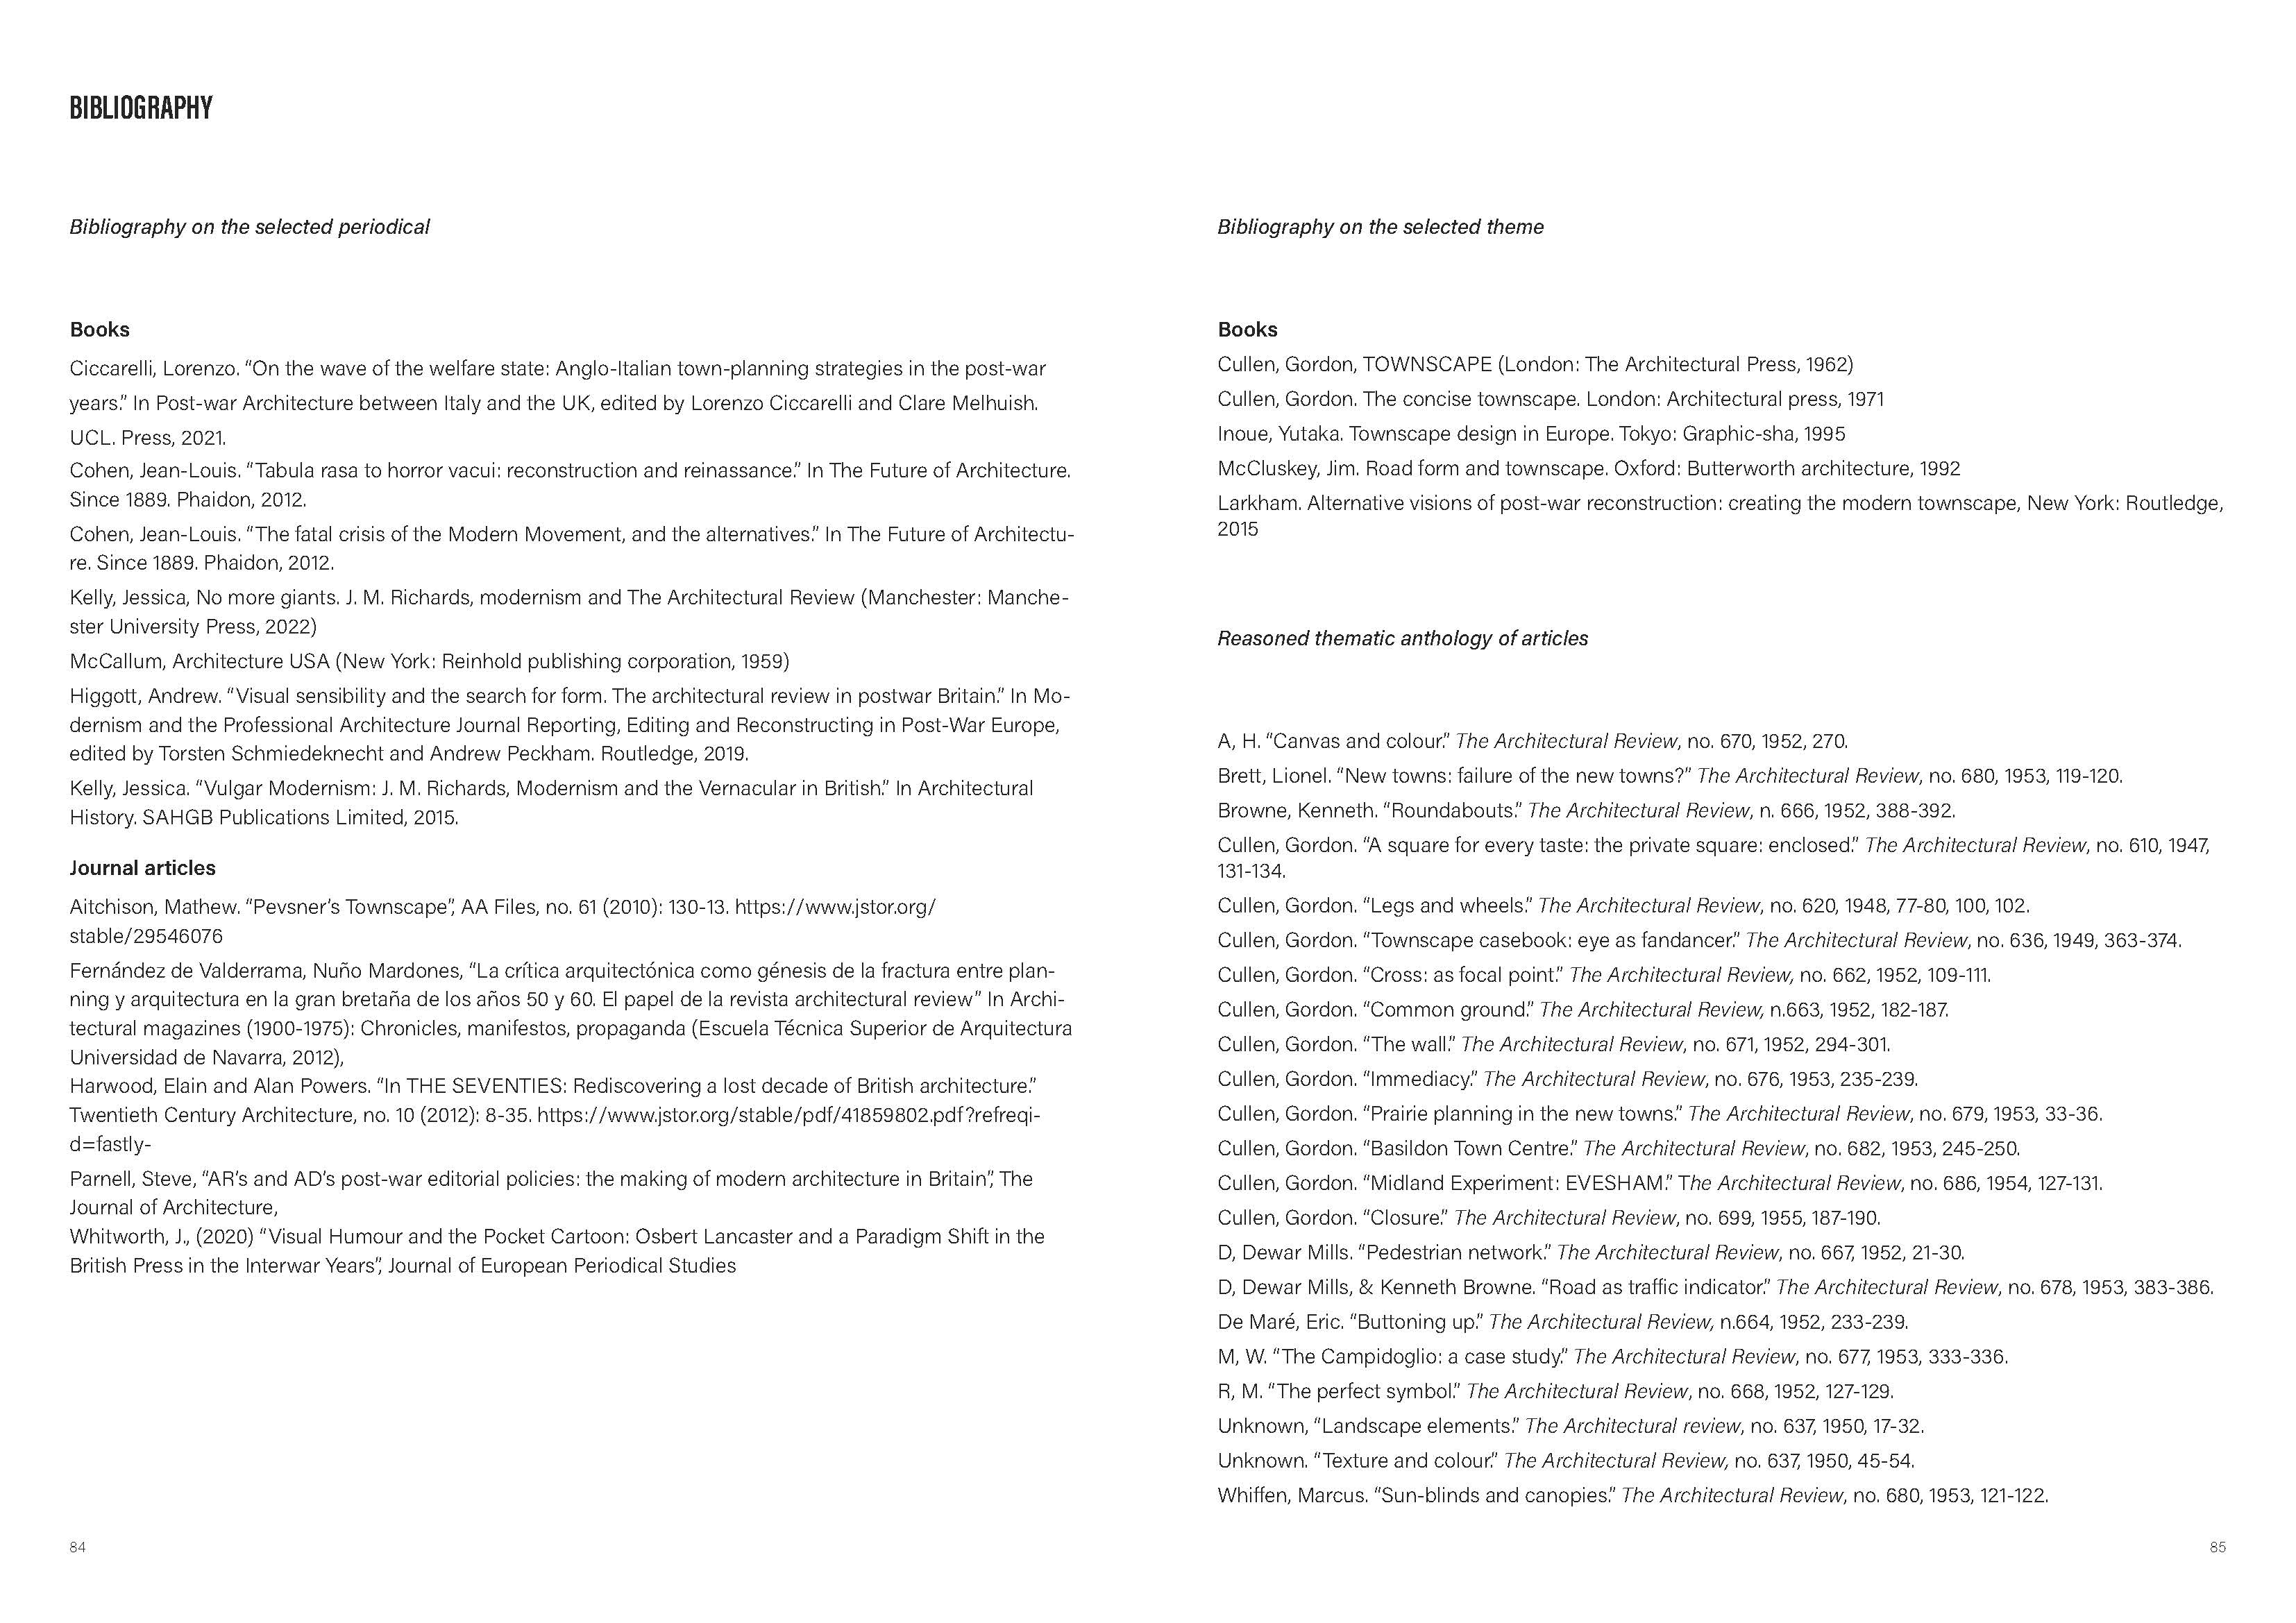 BIBLIOGRAPHY
Bibliography on the selected periodical
Books
Ciccarelli, Lorenzo. “On the wave of the welfare state: Anglo-Italian town-planning strategies in the post-war
years.” In Post-war Architecture between Italy and the UK, edited by Lorenzo Ciccarelli and Clare Melhuish.
UCL. Press, 2021.
Cohen, Jean-Louis. “Tabula rasa to horror vacui: reconstruction and reinassance.” In The Future of Architecture.
Since 1889. Phaidon, 2012.
Cohen, Jean-Louis. “The fatal crisis of the Modern Movement, and the alternatives.” In The Future of Architectu-
re. Since 1889. Phaidon, 2012.
Kelly, Jessica, No more giants. J. M. Richards, modernism and The Architectural Review (Manchester: Manche-
ster University Press, 2022)
McCallum, Architecture USA (New York: Reinhold publishing corporation, 1959)
Higgott, Andrew. “Visual sensibility and the search for form. The architectural review in postwar Britain.” In Mo-
dernism and the Professional Architecture Journal Reporting, Editing and Reconstructing in Post-War Europe,
edited by Torsten Schmiedeknecht and Andrew Peckham. Routledge, 2019.
Kelly, Jessica. “Vulgar Modernism: J. M. Richards, Modernism and the Vernacular in British.” In Architectural
History. SAHGB Publications Limited, 2015.
Journal articles
Aitchison, Mathew. “Pevsner’s Townscape”, AA Files, no. 61 (2010): 130-13. https://www.jstor.org/
stable/29546076
Fernández de Valderrama, Nuño Mardones, “La crítica arquitectónica como génesis de la fractura entre plan-
ning y arquitectura en la gran bretaña de los años 50 y 60. El papel de la revista architectural review” In Archi-
tectural magazines (1900-1975): Chronicles, manifestos, propaganda (Escuela Técnica Superior de Arquitectura
Universidad de Navarra, 2012),
Harwood, Elain and Alan Powers. “In THE SEVENTIES: Rediscovering a lost decade of British architecture.”
Twentieth Century Architecture, no. 10 (2012): 8-35. https://www.jstor.org/stable/pdf/41859802.pdf?refreqi-
d=fastly-
Parnell, Steve, “AR’s and AD’s post-war editorial policies: the making of modern architecture in Britain”, The
Journal of Architecture,
Whitworth, J., (2020) “Visual Humour and the Pocket Cartoon: Osbert Lancaster and a Paradigm Shift in the
British Press in the Interwar Years”, Journal of European Periodical Studies
84
Bibliography on the selected theme
Books
Cullen, Gordon, TOWNSCAPE (London: The Architectural Press, 1962)
Cullen, Gordon. The concise townscape. London: Architectural press, 1971
Inoue, Yutaka. Townscape design in Europe. Tokyo: Graphic-sha, 1995
McCluskey, Jim. Road form and townscape. Oxford: Butterworth architecture, 1992
Larkham. Alternative visions of post-war reconstruction: creating the modern townscape, New York: Routledge,
2015
Reasoned thematic anthology of articles
A, H. “Canvas and colour.” The Architectural Review, no. 670, 1952, 270.
Brett, Lionel. “New towns: failure of the new towns?” The Architectural Review, no. 680, 1953, 119-120.
Browne, Kenneth. “Roundabouts.” The Architectural Review, n. 666, 1952, 388-392.
Cullen, Gordon. “A square for every taste: the private square: enclosed.” The Architectural Review, no. 610, 1947,
131-134.
Cullen, Gordon. “Legs and wheels.” The Architectural Review, no. 620, 1948, 77-80, 100, 102.
Cullen, Gordon. “Townscape casebook: eye as fandancer.” The Architectural Review, no. 636, 1949, 363-374.
Cullen, Gordon. “Cross: as focal point.” The Architectural Review, no. 662, 1952, 109-111.
Cullen, Gordon. “Common ground.” The Architectural Review, n.663, 1952, 182-187.
Cullen, Gordon. “The wall.” The Architectural Review, no. 671, 1952, 294-301.
Cullen, Gordon. “Immediacy.” The Architectural Review, no. 676, 1953, 235-239.
Cullen, Gordon. “Prairie planning in the new towns.” The Architectural Review, no. 679, 1953, 33-36.
Cullen, Gordon. “Basildon Town Centre.” The Architectural Review, no. 682, 1953, 245-250.
Cullen, Gordon. “Midland Experiment: EVESHAM.” The Architectural Review, no. 686, 1954, 127-131.
Cullen, Gordon. “Closure.” The Architectural Review, no. 699, 1955, 187-190.
D, Dewar Mills. “Pedestrian network.” The Architectural Review, no. 667, 1952, 21-30.
D, Dewar Mills, & Kenneth Browne. “Road as traffic indicator.” The Architectural Review, no. 678, 1953, 383-386.
De Maré, Eric. “Buttoning up.” The Architectural Review, n.664, 1952, 233-239.
M, W. “The Campidoglio: a case study.” The Architectural Review, no. 677, 1953, 333-336.
R, M. “The perfect symbol.” The Architectural Review, no. 668, 1952, 127-129.
Unknown, “Landscape elements.” The Architectural review, no. 637, 1950, 17-32.
Unknown. “Texture and colour.” The Architectural Review, no. 637, 1950, 45-54.
Whiffen, Marcus. “Sun-blinds and canopies.” The Architectural Review, no. 680, 1953, 121-122.
85